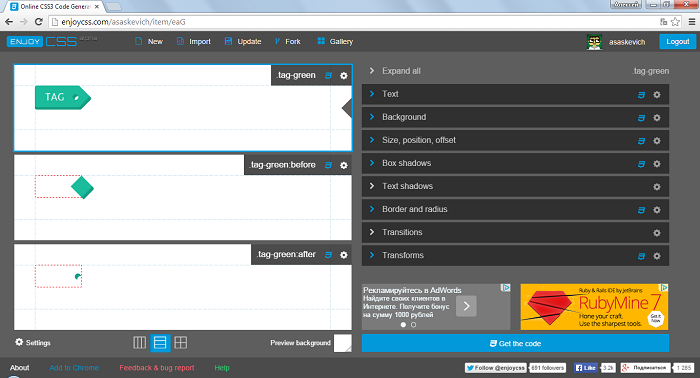 Online CSS3 Code Genera
Алексей
enjoycss.com/asaskevich/item/eaG
ENJOY CSS alpha
New
Import
Update
Fork
Gallery
asaskevich
Logout
.tag-green
TAG
.tag-green:before
.tag-green:after
Expand all
.tag-green
Text
Background
Size, position, offset
Box shadows
Text shadows
Border and radius
Transitions
Transforms
Рекламируйтесь в AdWords
Найдите своих клиентов в
Интернете. Получите бонус
на сумму 1000 рублей
Ruby & Rails IDE by JetBrains
RubyMine 7
Hone your craft.
Use the sharpest tools.
Get it Now
Settings
Preview background
Get the code
About
Add to Chrome
Feedback & bug report
Help
Follow @enjoycss
691 followers
Like
3.2k
Подписаться
1 285